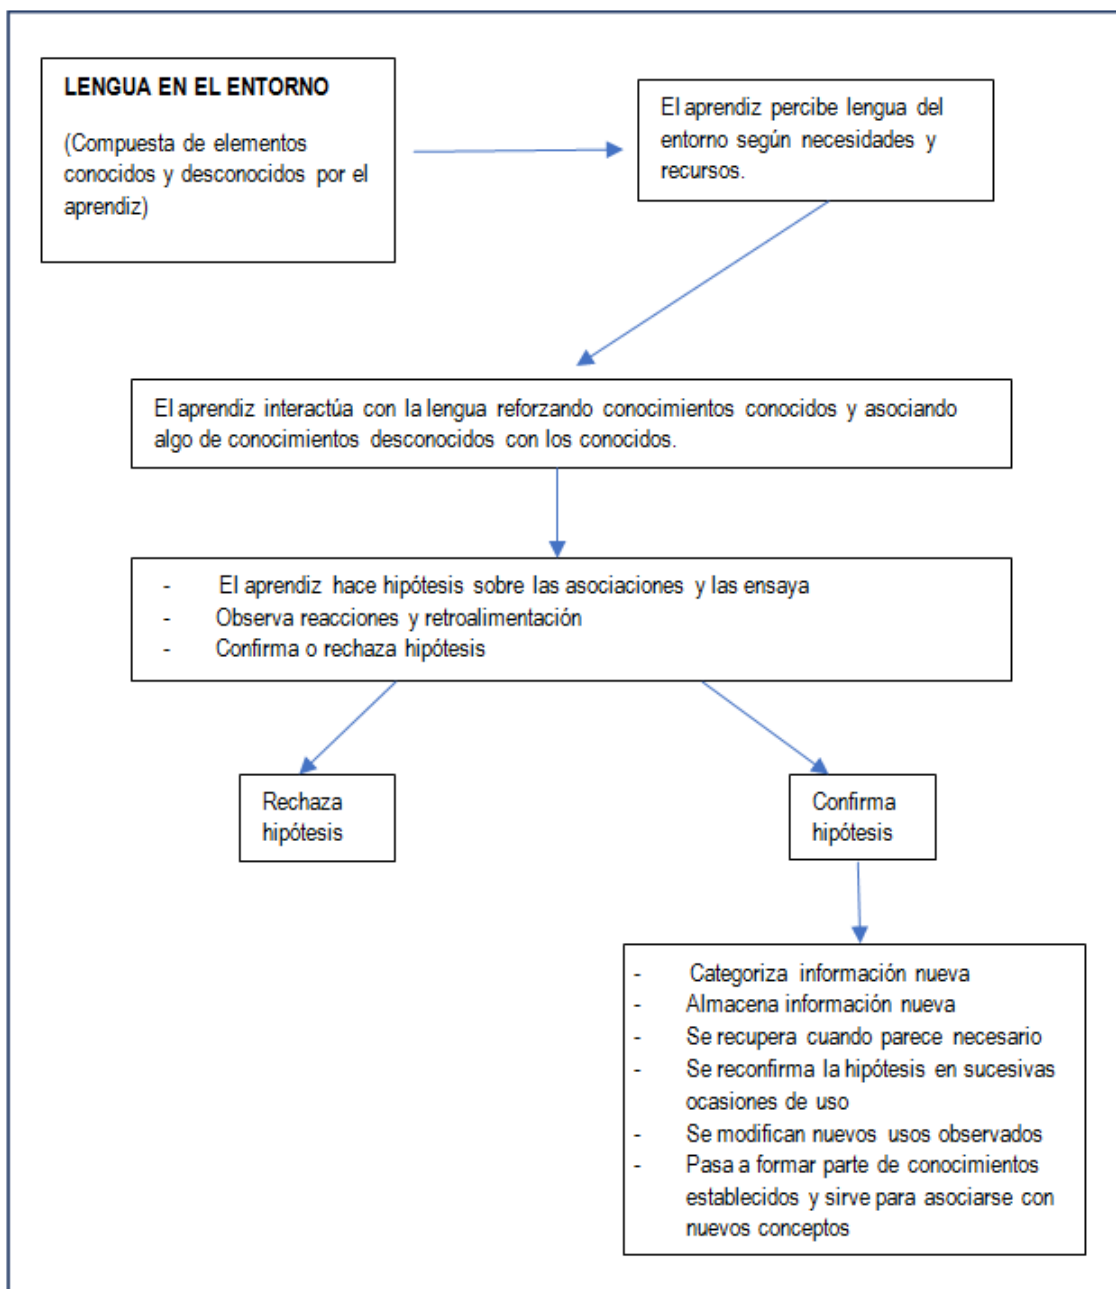 LENGUA EN EL ENTORNO
(Compuesta de elementos
conocidos y desconocidos por el
aprendiz)
El aprendiz percibe lengua del
entorno según necesidades y
recursos.
El aprendiz interactúa con la lengua reforzando conocimientos conocidos y asociando
algo de conocimientos desconocidos con los conocidos.
- El aprendiz hace hipótesis sobre las asociaciones y las ensaya
- Observa reacciones y retroalimentación
- Confirma o rechaza hipótesis
Rechaza
hipótesis
Confirma
hipótesis
- Categoriza información nueva
- Almacena información nueva
- Se recupera cuando parece necesario
- Se reconfirma la hipótesis en sucesivas
ocasiones de uso
- Se modifican nuevos usos observados
- Pasa a formar parte de conocimientos
establecidos y sirve para asociarse con
nuevos conceptos